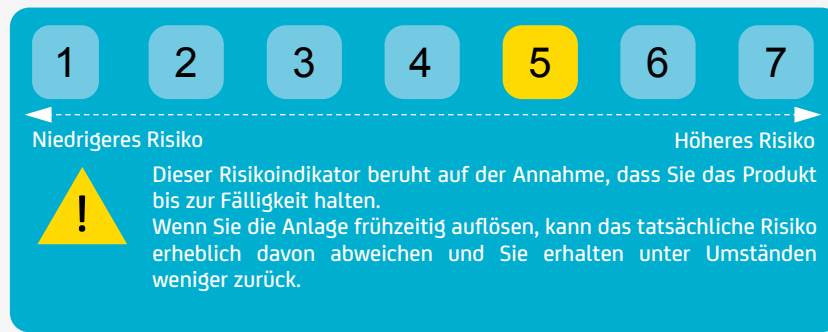 1 2 3 4 5 6 7
Niedrigeres Risiko Höheres Risiko
Dieser Risikoindikator beruht auf der Annahme, dass Sie das Produkt
bis zur Fälligkeit halten.
Wenn Sie die Anlage frühzeitig auflösen, kann das tatsächliche Risiko
erheblich davon abweichen und Sie erhalten unter Umständen
weniger zurück.
!